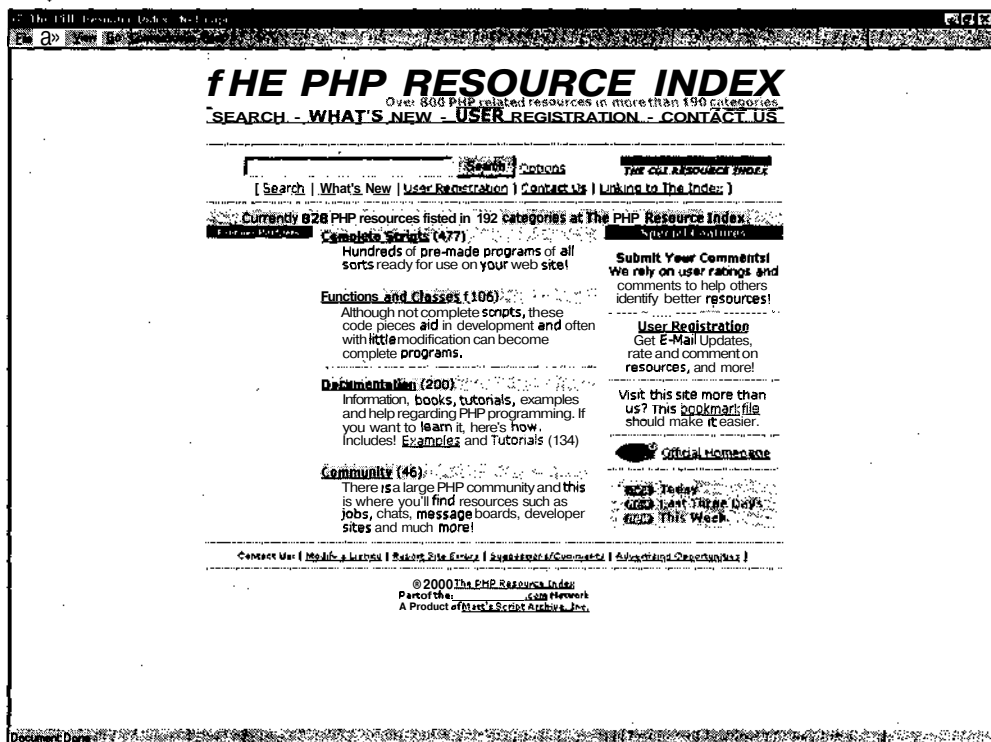 fHE PHP RESOURCE INDEX
Over 800 PHP related resources in more than 190 categories
SEARCH - WHAT'S NEW - USER REGISTRATION - CONTACT US
Search Options
THE CGI RESOURCE INDEX
[ Search | What's New | User Registration | Contact Us | Linking to The Index ]
Currently 828 PHP resources fisted in 192 categories at The PHP Resource Index
Special Features
Complete Scripts (477)
Hundreds of pre-made programs of all
sorts ready for use on your web site!
Functions and Classes (106)
Although not complete scripts, these
code pieces aid in development and often
with little modification can become
complete programs.
Documentation (200)
Information, books, tutorials, examples
and help regarding PHP programming. If
you want to learn it, here's how.
Includes! Examples and Tutorials (134)
Community (46)
There is a large PHP community and this
is where you'll find resources such as
jobs, chats, message boards, developer
sites and much more!
Submit Your Comments!
We rely on user ratings and
comments to help others
identify better resources!
User Registration
Get E-Mail Updates,
rate and comment on
resources, and more!
Visit this site more than
us? This bookmark file
should make it easier.
Official Homepage
Today
Last Three Days
This Week
Contact Us: [ Modify a Listing | Report Site Errors | Suggestions/Comments | Advertising Opportunities ]
© 2000 The PHP Resource Index
Part of the .com Network
A Product of Matt's Script Archive, Inc.
Document Done